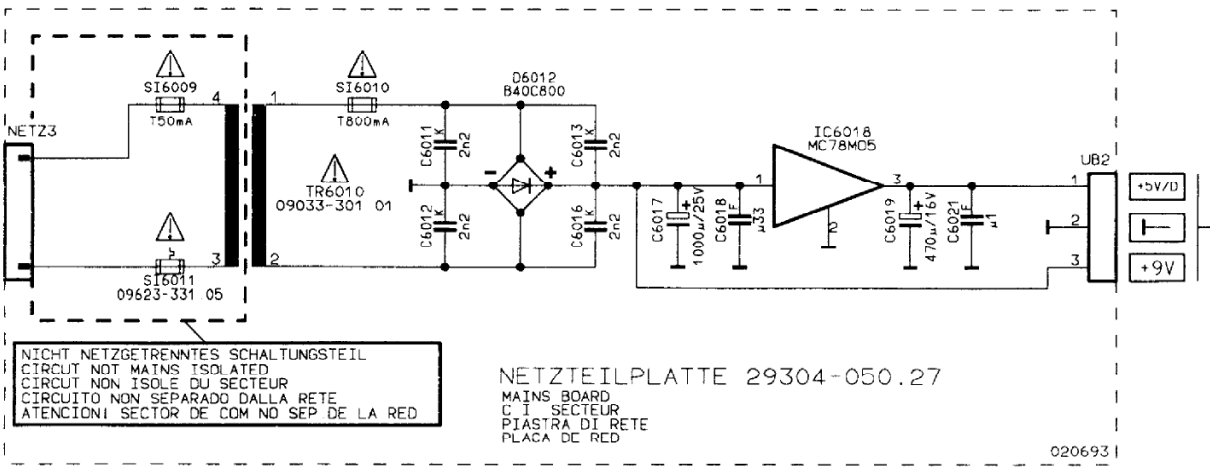 NETZ3
SI6009
T50mA
4
SI6011
09623-331.05
3
1
SI6010
T800mA
TR6010
09033-301 01
2
C6011
K
2n2
C6012
K
2n2
D6012
B40C800
-
+
C6013
K
2n2
C6016
K
2n2
C6017
+
1000µ/25V
C6018
F
µ33
IC6018
MC78M05
1
2
3
C6019
+
470µ/16V
C6021
F
µ1
UB2
1
2
3
+5V/D
+9V
NICHT NETZGETRENNTES SCHALTUNGSTEIL
CIRCUT NOT MAINS ISOLATED
CIRCUT NON ISOLE DU SECTEUR
CIRCUITO NON SEPARADO DALLA RETE
ATENCION! SECTOR DE COM NO SEP DE LA RED
NETZTEILPLATTE 29304-050.27
MAINS BOARD
C I SECTEUR
PIASTRA DI RETE
PLACA DE RED
020693